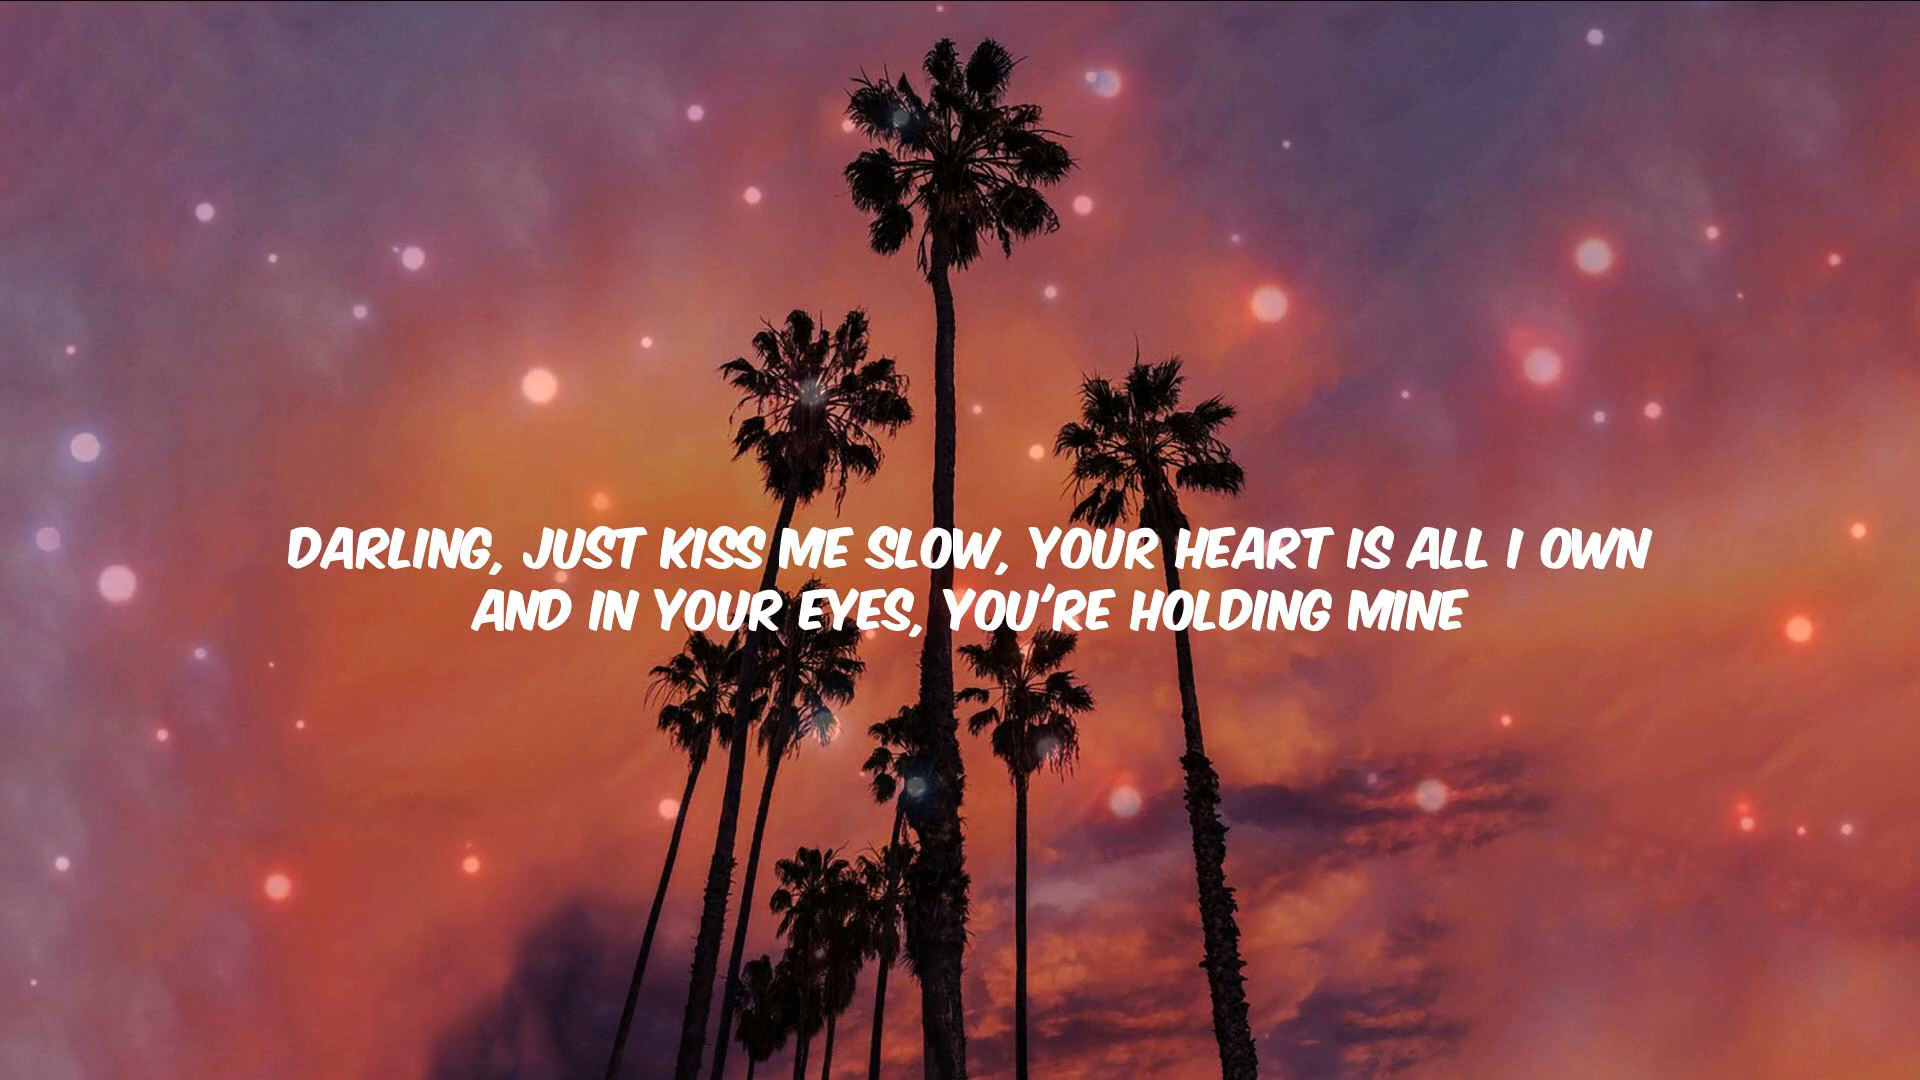 DARLING, JUST KISS ME SLOW, YOUR HEART IS ALL I OWN
AND IN YOUR EYES, YOU'RE HOLDING MINE